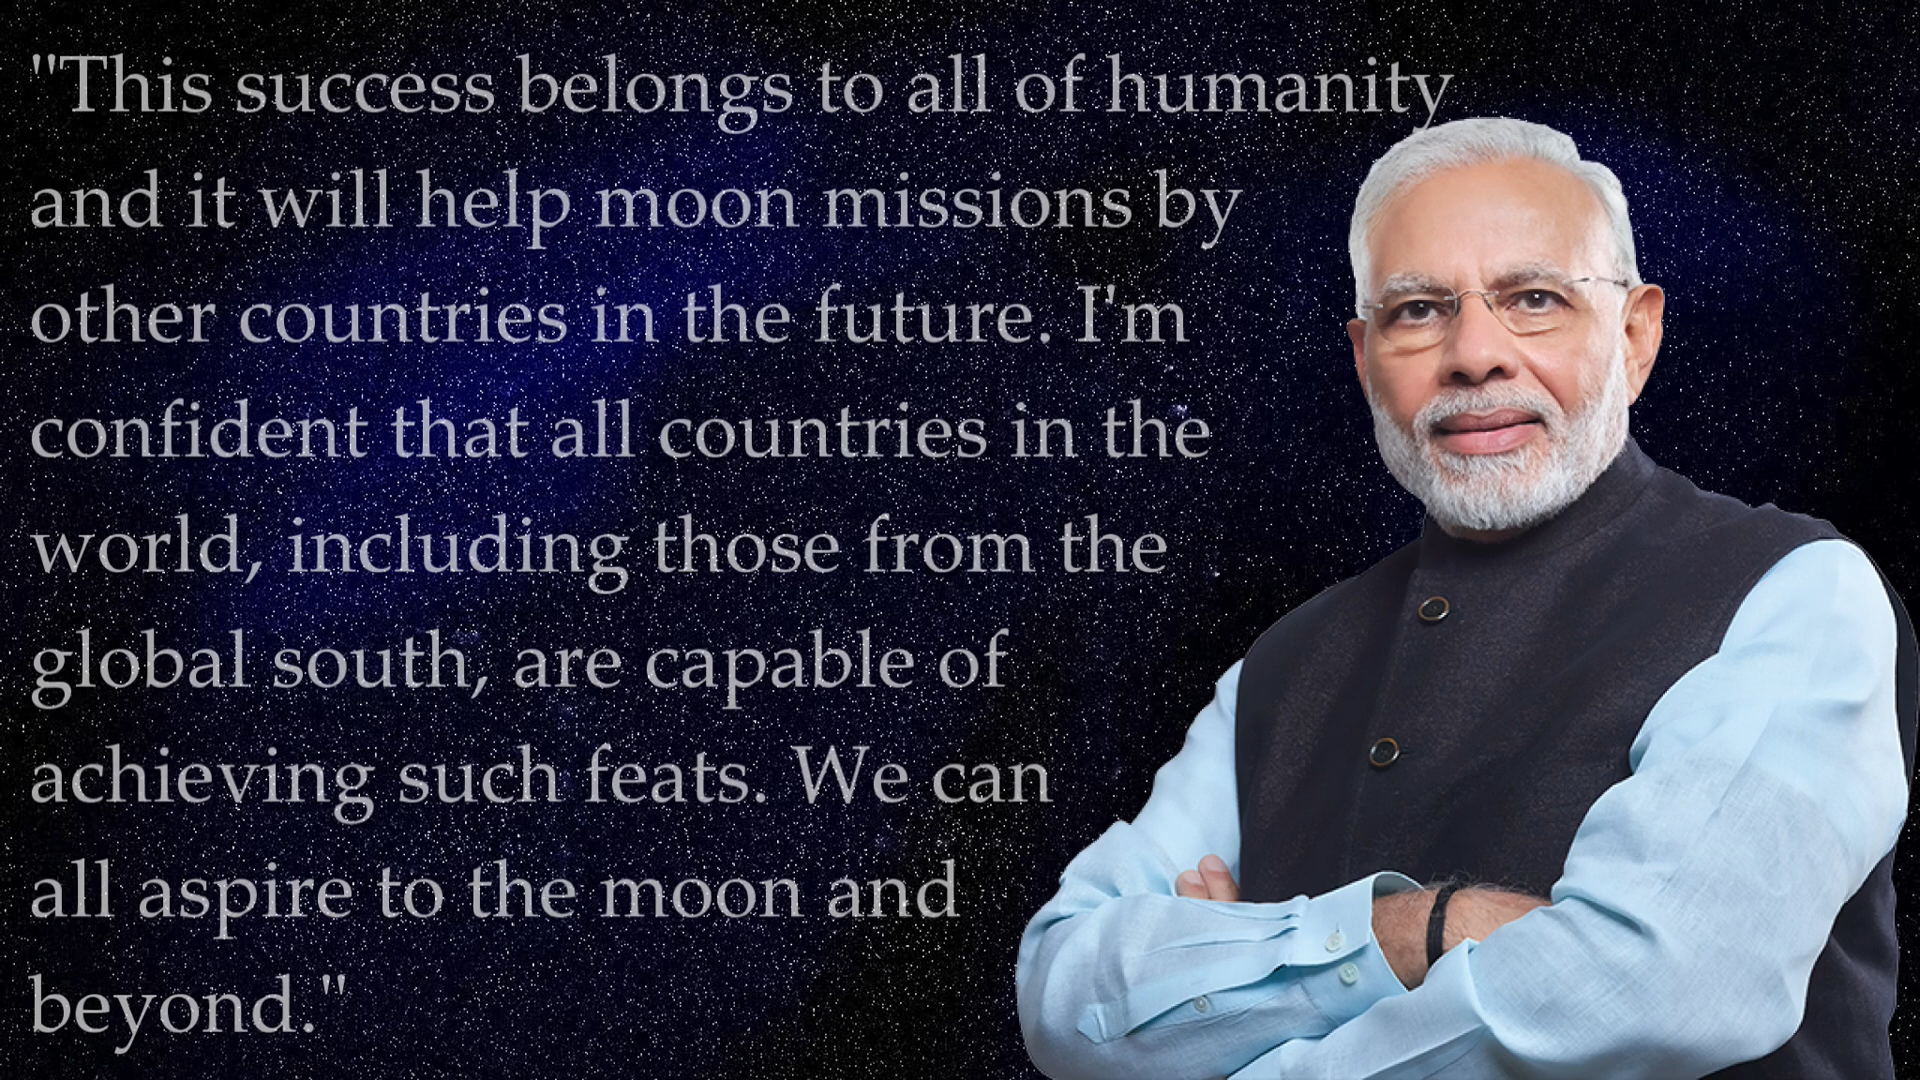 "This success belongs to all of humanity
and it will help moon missions by
other countries in the future. I'm
confident that all countries in the
world, including those from the
global south, are capable of
achieving such feats. We can
all aspire to the moon and
beyond."